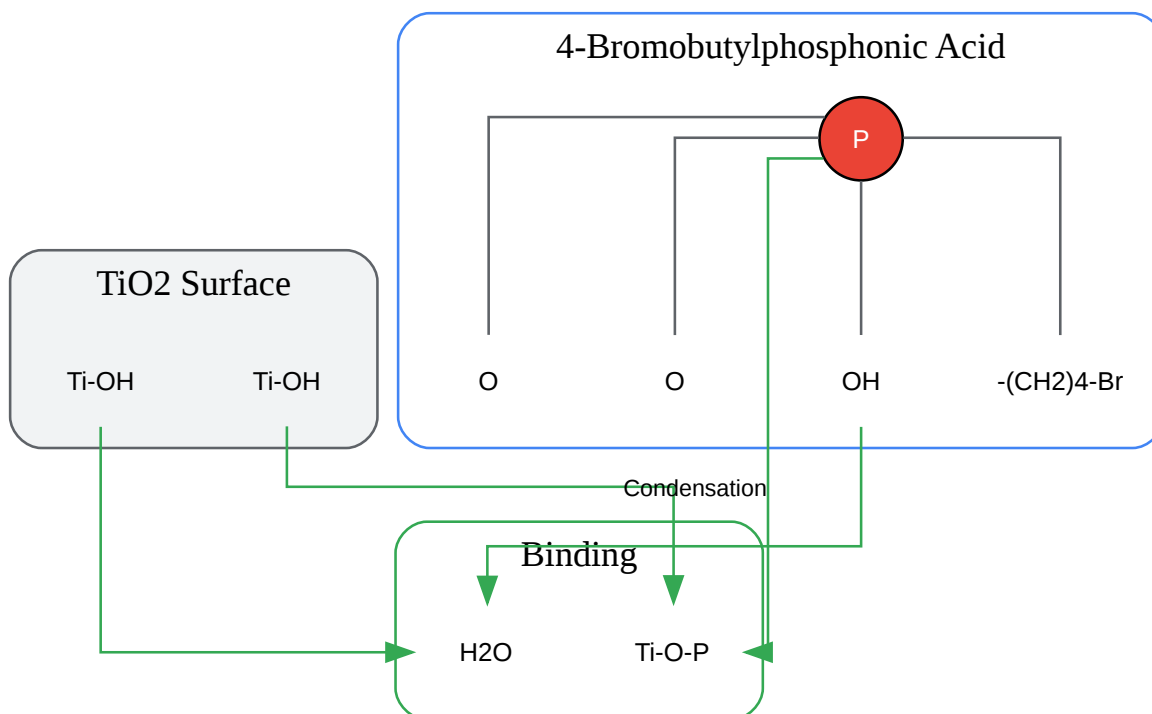 4-Bromobutylphosphonic Acid
P
TiO2 Surface
Ti-OH
Ti-OH
O
O
OH
-(CH2)4-Br
Condensation
Binding
H2O
Ti-O-P